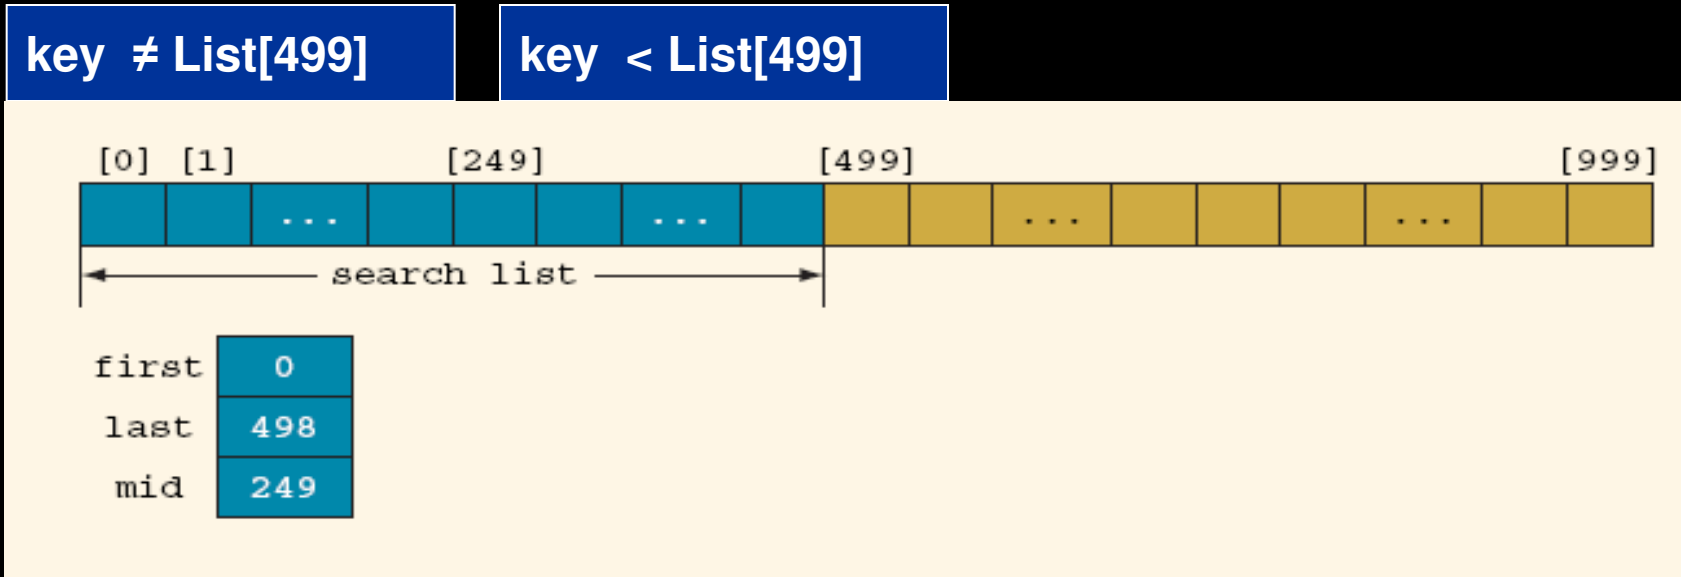 key ≠ List[499]
key < List[499]
[0] [1] [249] [499] [999]
... ... ... ...
search list
first 0
last 498
mid 249